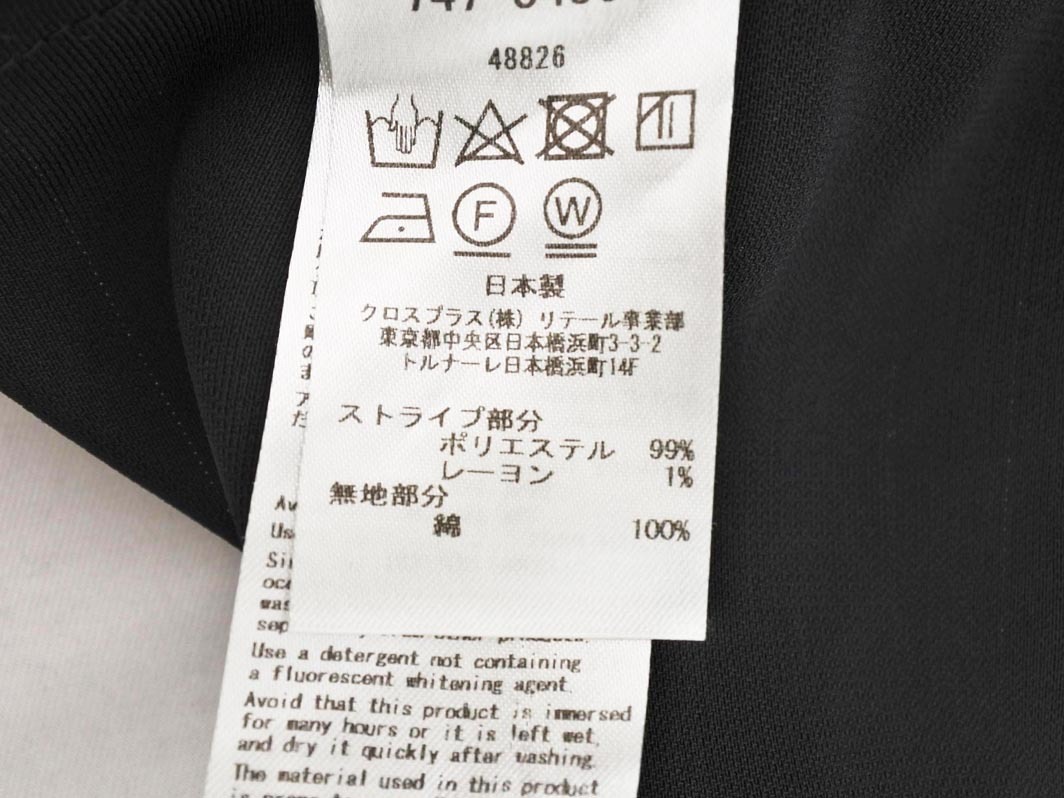 48826
F W
日本製
クロスプラス(株) リテール事業部
東京都中央区日本橋浜町3-3-2
トルナーレ日本橋浜町14F
ストライプ部分
ポリエステル 99%
レーヨン 1%
無地部分
綿 100%
Use a detergent not containing
a fluorescent whitening agent.
Avoid that this product is immersed
for many hours or it is left wet,
and dry it quickly after washing.
The material used in this product